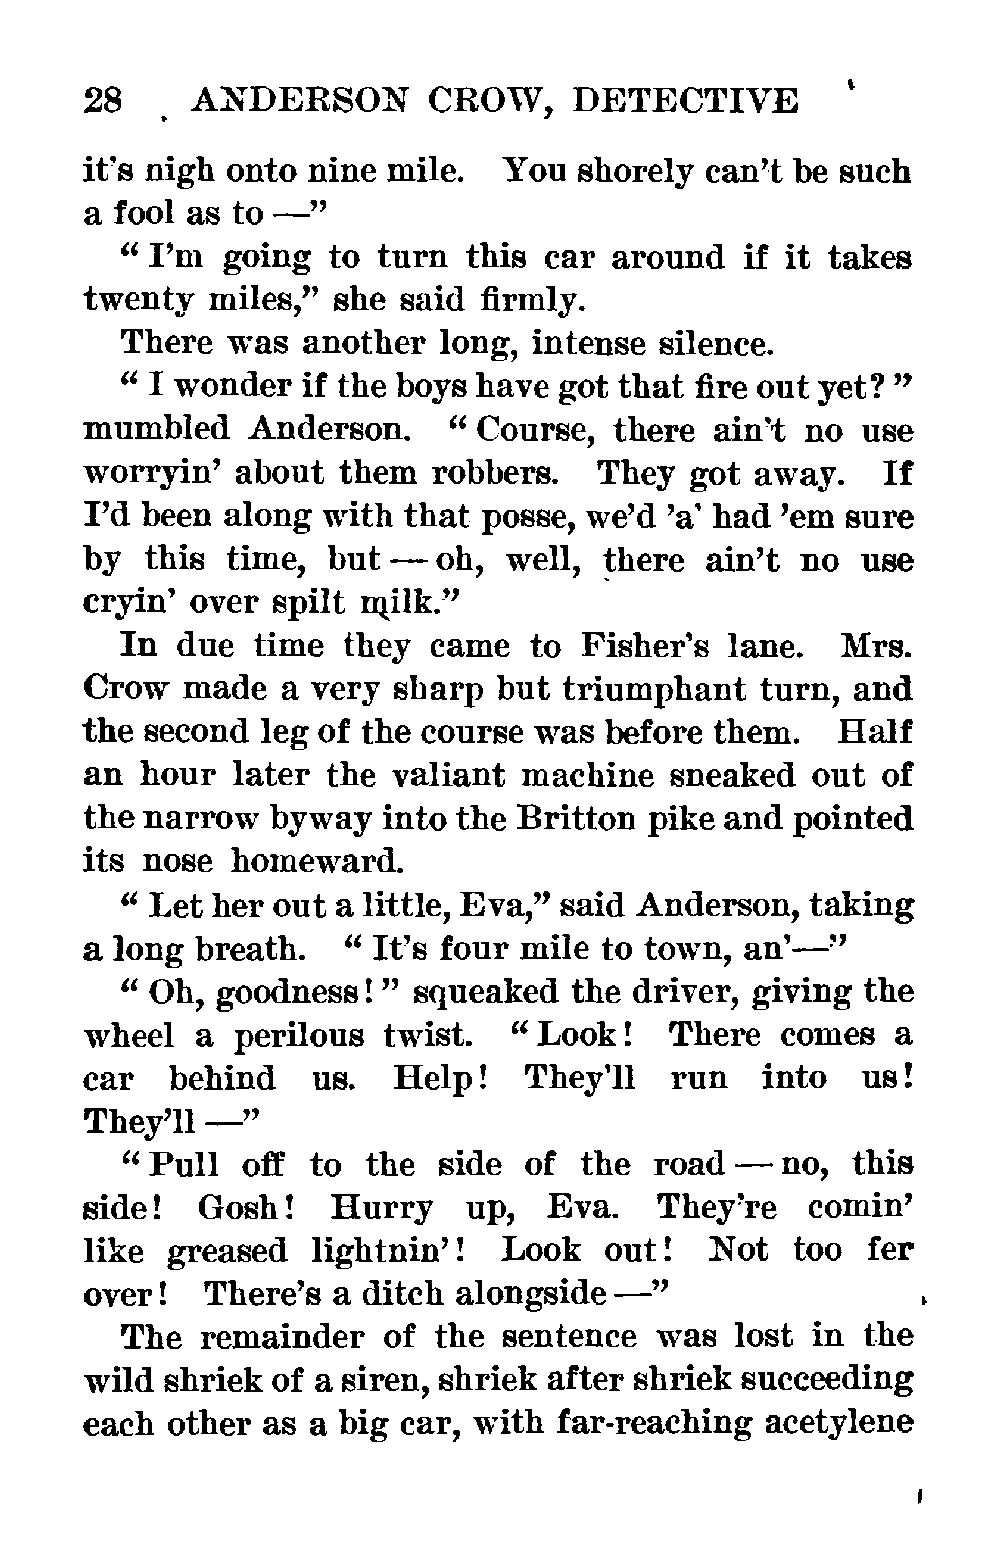 28 ANDERSON CROW, DETECTIVE
it's nigh onto nine mile. You shorely can't be such
a fool as to —"
" I'm going to turn this car around if it takes
twenty miles," she said firmly.
There was another long, intense silence.
" I wonder if the boys have got that fire out yet? "
mumbled Anderson. " Course, there ain't no use
worryin' about them robbers. They got away. If
I'd been along with that posse, we'd 'a' had 'em sure
by this time, but — oh, well, there ain't no use
cryin' over spilt milk."
In due time they came to Fisher's lane. Mrs.
Crow made a very sharp but triumphant turn, and
the second leg of the course was before them. Half
an hour later the valiant machine sneaked out of
the narrow byway into the Britton pike and pointed
its nose homeward.
" Let her out a little, Eva," said Anderson, taking
a long breath. " It's four mile to town, an'—"
" Oh, goodness! " squeaked the driver, giving the
wheel a perilous twist. " Look! There comes a
car behind us. Help! They'll run into us!
They'll —"
" Pull off to the side of the road — no, this
side! Gosh! Hurry up, Eva. They're comin'
like greased lightnin'! Look out! Not too fer
over! There's a ditch alongside —"
The remainder of the sentence was lost in the
wild shriek of a siren, shriek after shriek succeeding
each other as a big car, with far-reaching acetylene